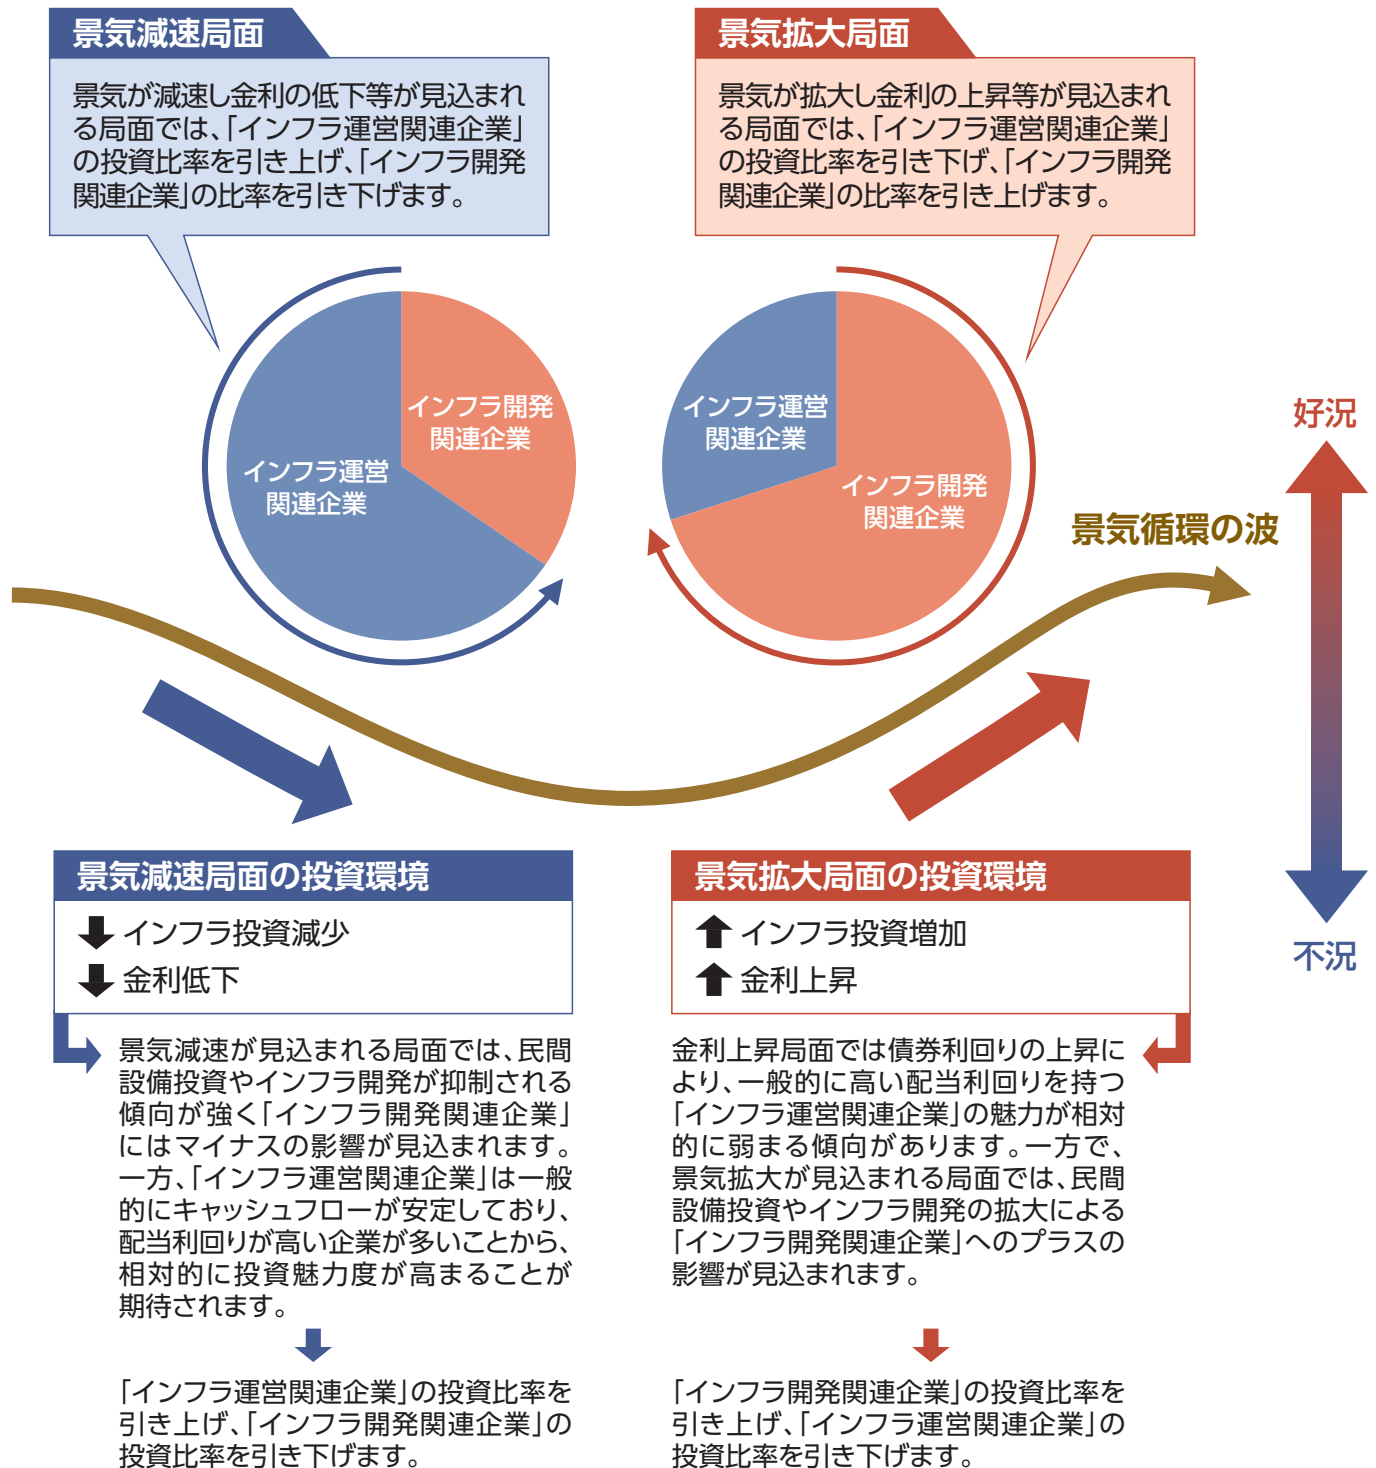 景気減速局面
景気が減速し金利の低下等が見込まれ
る局面では、「インフラ運営関連企業」
の投資比率を引き上げ、「インフラ開発
関連企業」の比率を引き下げます。
景気拡大局面
景気が拡大し金利の上昇等が見込まれ
る局面では、「インフラ運営関連企業」
の投資比率を引き下げ、「インフラ開発
関連企業」の比率を引き上げます。
インフラ開発
関連企業
インフラ運営
関連企業
インフラ運営
関連企業
インフラ開発
関連企業
好況
景気循環の波
不況
景気減速局面の投資環境
インフラ投資減少
金利低下
景気減速が見込まれる局面では、民間
設備投資やインフラ開発が抑制される
傾向が強く「インフラ開発関連企業」
にはマイナスの影響が見込まれます。
一方、「インフラ運営関連企業」は一般
的にキャッシュフローが安定しており、
配当利回りが高い企業が多いことから、
相対的に投資魅力度が高まることが
期待されます。
「インフラ運営関連企業」の投資比率を
引き上げ、「インフラ開発関連企業」の
投資比率を引き下げます。
景気拡大局面の投資環境
インフラ投資増加
金利上昇
金利上昇局面では債券利回りの上昇に
より、一般的に高い配当利回りを持つ
「インフラ運営関連企業」の魅力が相対
的に弱まる傾向があります。一方で、
景気拡大が見込まれる局面では、民間
設備投資やインフラ開発の拡大による
「インフラ開発関連企業」へのプラスの
影響が見込まれます。
「インフラ開発関連企業」の投資比率を
引き上げ、「インフラ運営関連企業」の
投資比率を引き下げます。